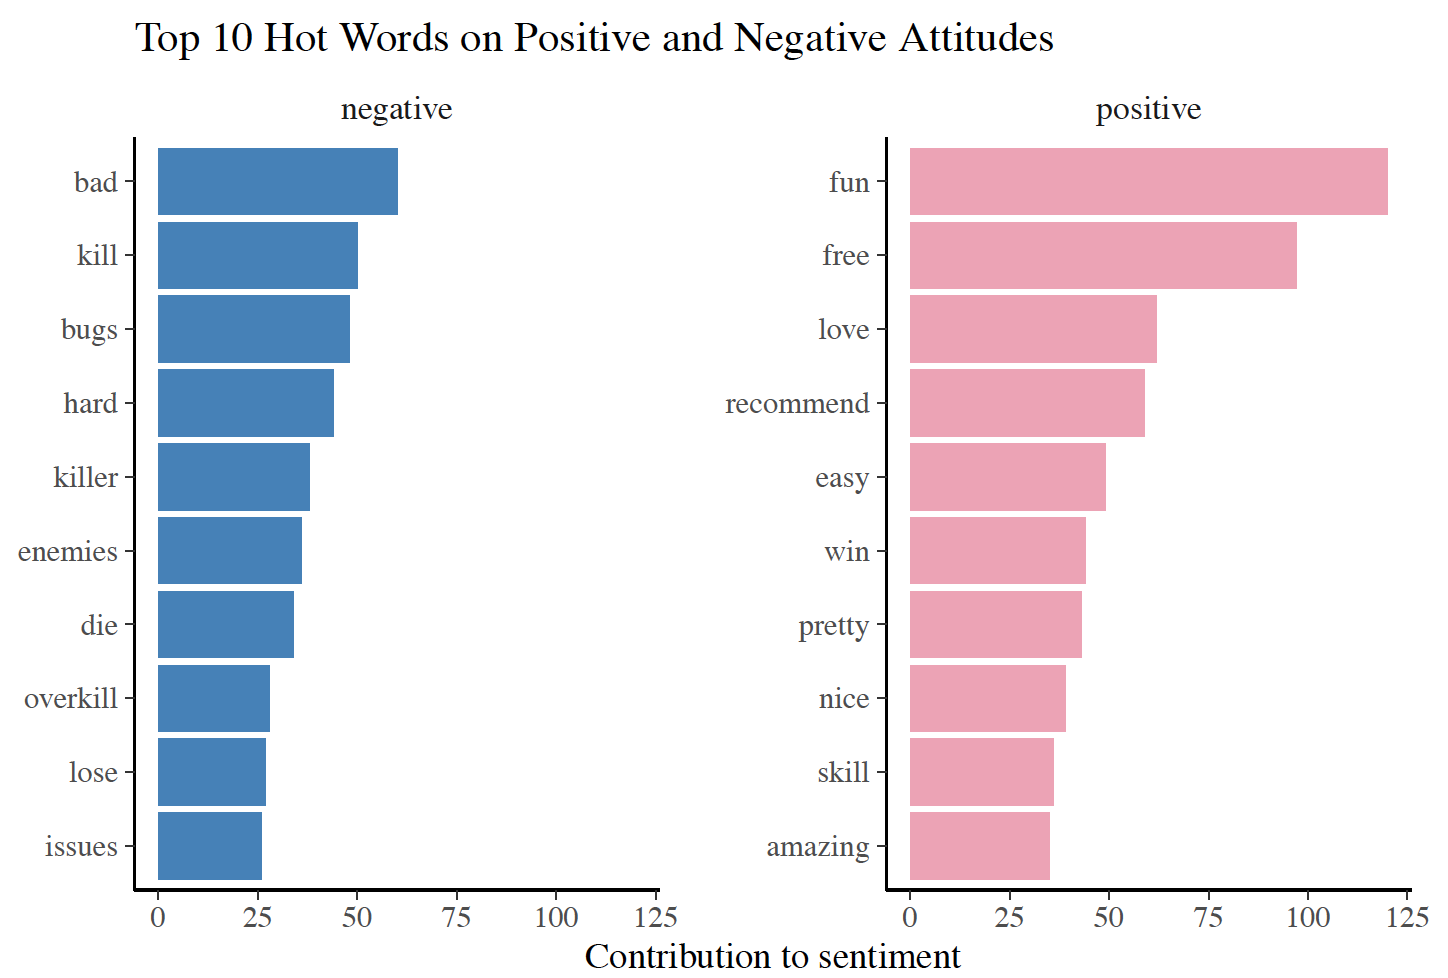 Top 10 Hot Words on Positive and Negative Attitudes
negative
bad
kill
bugs
hard
killer
enemies
die
overkill
lose
issues
0 25 50 75 100 125
positive
fun
free
love
recommend
easy
win
pretty
nice
skill
amazing
0 25 50 75 100 125
Contribution to sentiment